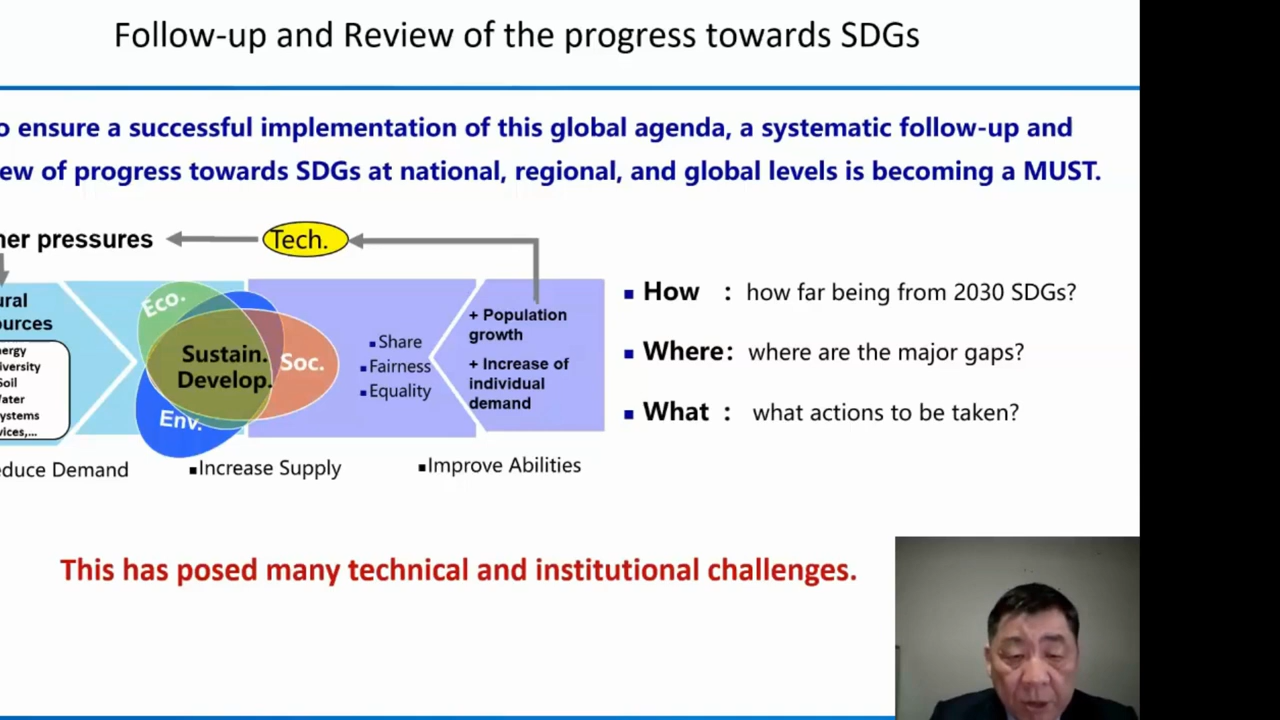 Follow-up and Review of the progress towards SDGs
o ensure a successful implementation of this global agenda, a systematic follow-up and
ew of progress towards SDGs at national, regional, and global levels is becoming a MUST.
her pressures
Tech.
ural
ources
ergy
iversity
Soil
Water
ystems
vices,...
Eco.
Sustain.
Develop.
Soc.
Env.
▪ Share
▪ Fairness
▪ Equality
+ Population
growth
+ Increase of
individual
demand
▪ How : how far being from 2030 SDGs?
▪ Where: where are the major gaps?
▪ What : what actions to be taken?
educe Demand
▪Increase Supply
▪Improve Abilities
This has posed many technical and institutional challenges.